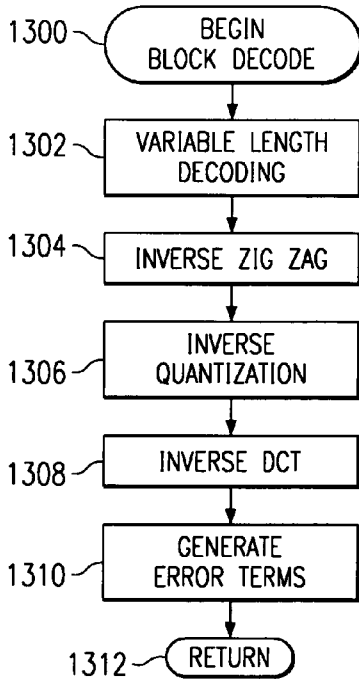 1300
BEGIN
BLOCK DECODE
1302
VARIABLE LENGTH
DECODING
1304
INVERSE ZIG ZAG
1306
INVERSE
QUANTIZATION
1308
INVERSE DCT
1310
GENERATE
ERROR TERMS
1312
RETURN